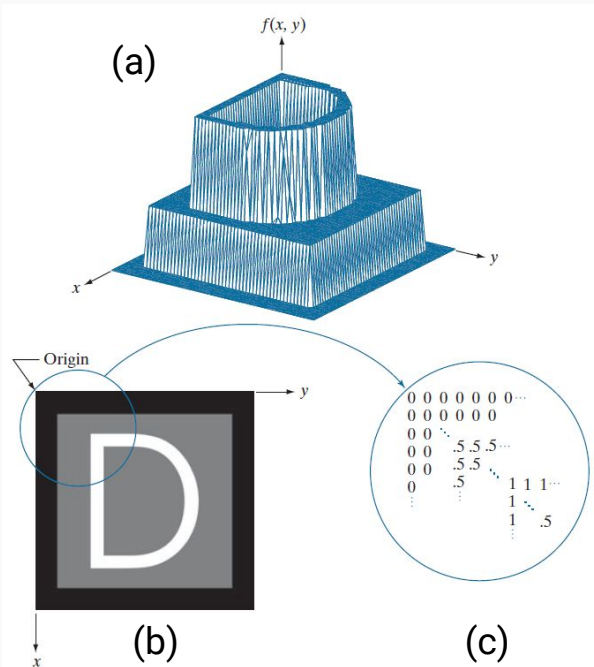 f(x, y)
(a)
y
x
Origin
y
0 0 0 0 0 0 0⋯
0 0 0 0 0 0
0 0 ⋱
0 0 .5 .5 .5⋯
0 0 .5 .5 ⋱
0 .5 1 1 1⋯
⋮ ⋮ 1 ⋱
1 .5
⋮
(b)
(c)
x